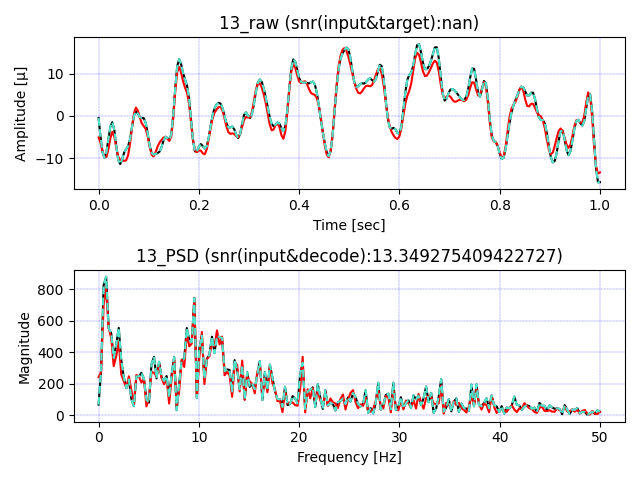 13_raw (snr(input&target):nan)
Amplitude [µ]
10
0
−10
0.0 0.2 0.4 0.6 0.8 1.0
Time [sec]
13_PSD (snr(input&decode):13.349275409422727)
Magnitude
800
600
400
200
0
0 10 20 30 40 50
Frequency [Hz]